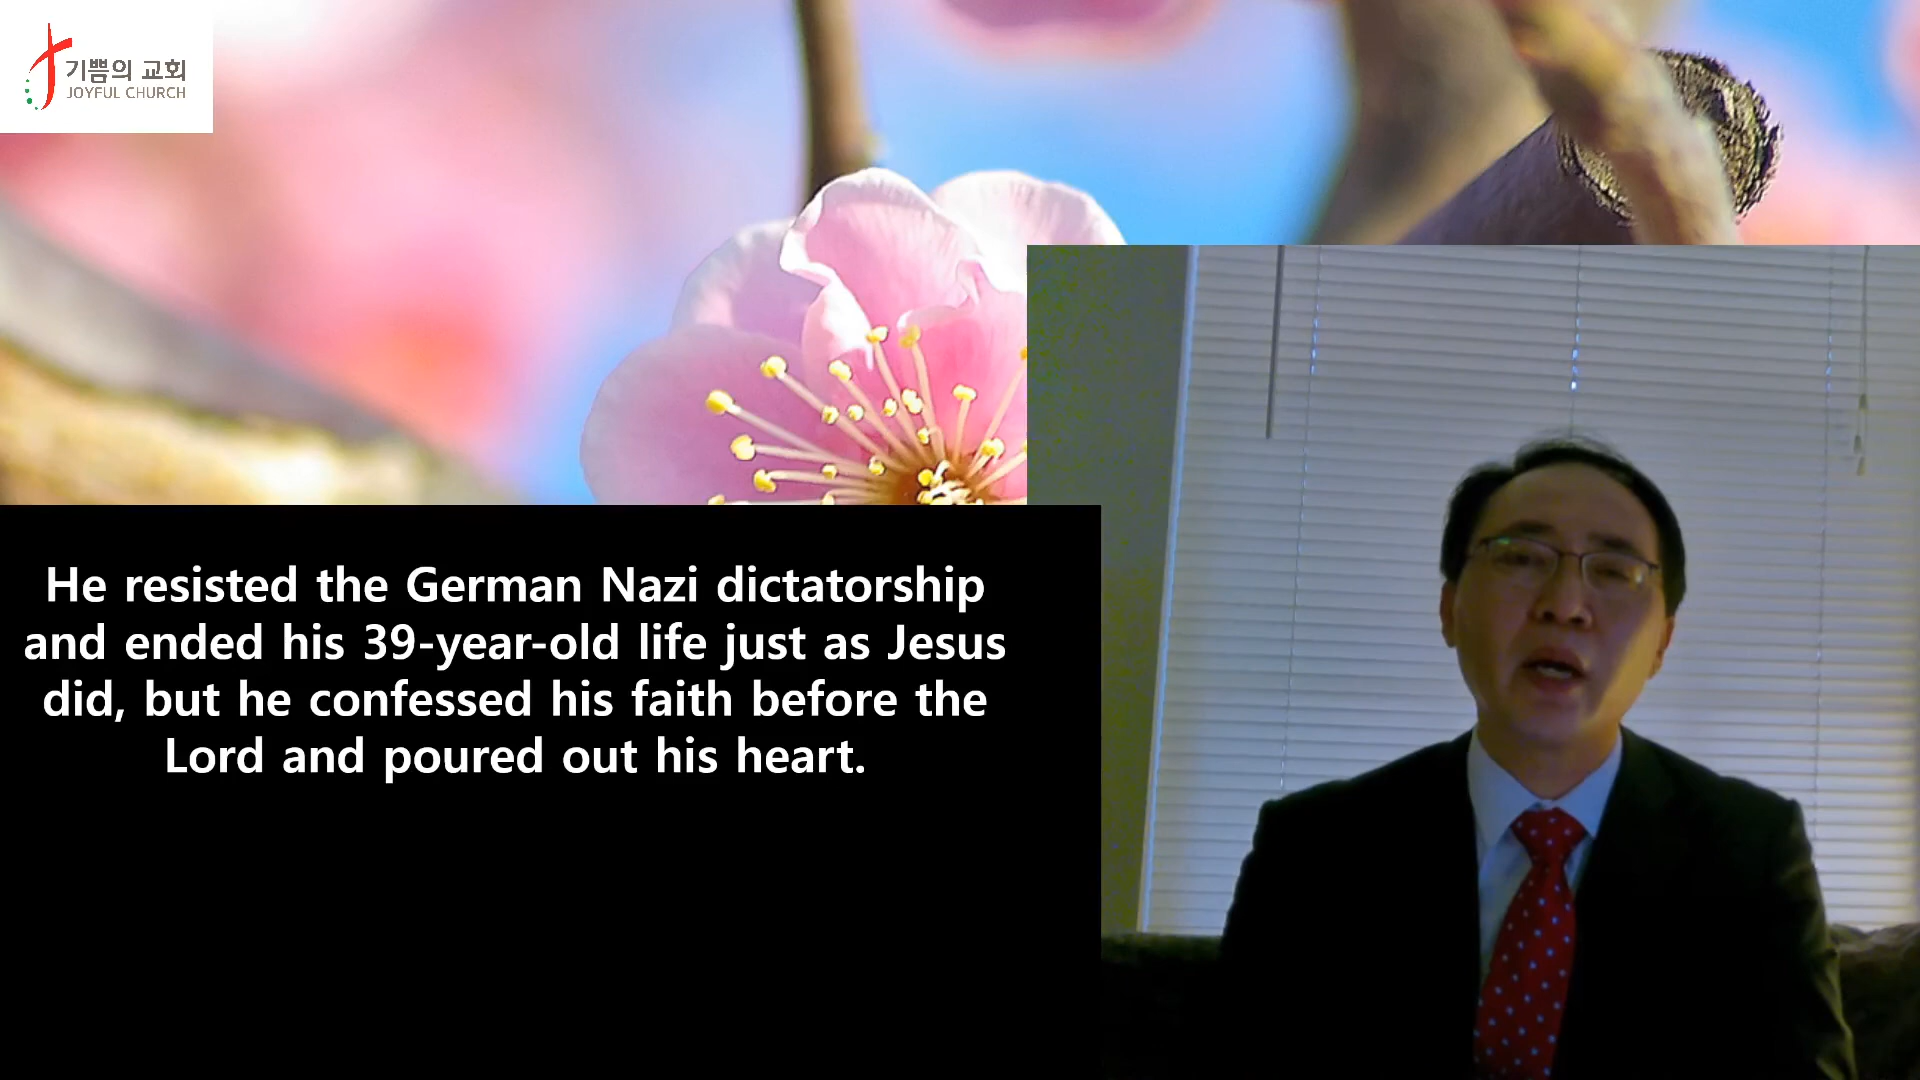 기쁨의 교회
JOYFUL CHURCH
He resisted the German Nazi dictatorship
and ended his 39-year-old life just as Jesus
did, but he confessed his faith before the
Lord and poured out his heart.